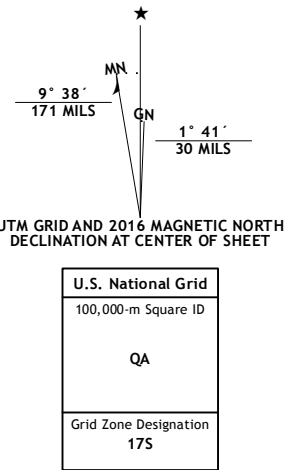 MN
GN
9° 38´
171 MILS
1° 41´
30 MILS
UTM GRID AND 2016 MAGNETIC NORTH
DECLINATION AT CENTER OF SHEET
U.S. National Grid
100,000-m Square ID
QA
Grid Zone Designation
17S